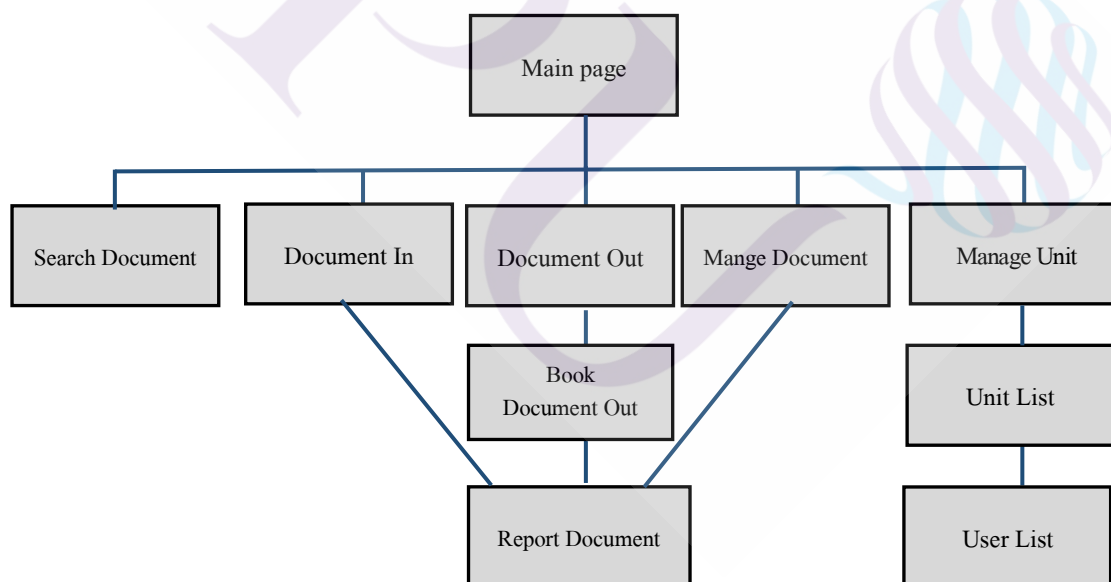 Main page
Search Document
Document In
Document Out
Mange Document
Manage Unit
Book
Document Out
Unit List
Report Document
User List